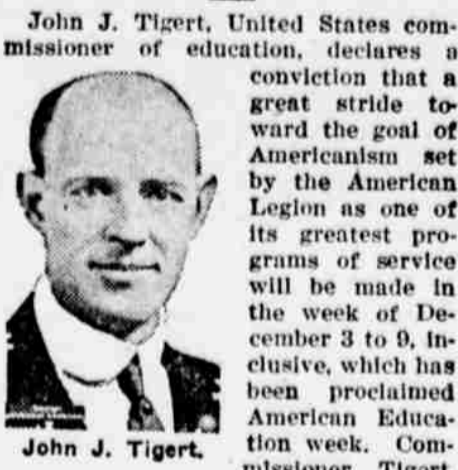 John J. Tigert, United States com-
missioner of education, declares a
conviction that a
great stride to-
ward the goal of
Americanism set
by the American
Legion as one of
its greatest pro-
grams of service
will be made in
the week of De-
cember 3 to 9, in-
clusive, which has
been proclaimed
American Educa-
tion week. Com-
missioner Tigert
John J. Tigert.